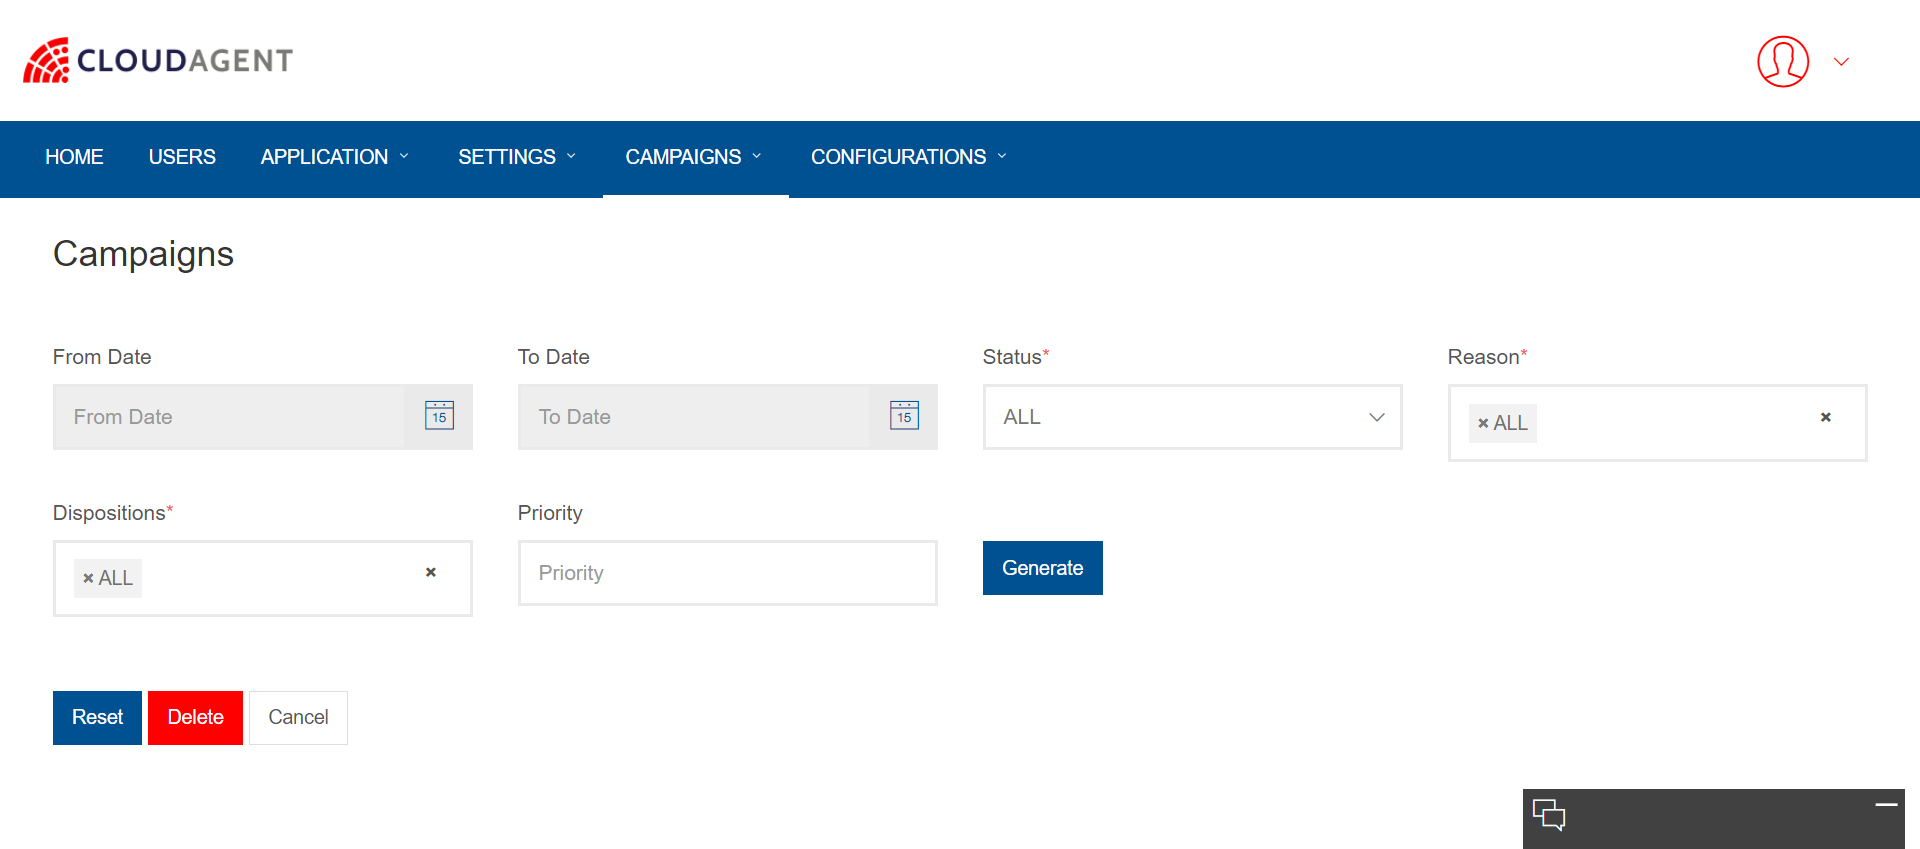 CLOUDAGENT
HOME USERS APPLICATION SETTINGS CAMPAIGNS CONFIGURATIONS
Campaigns
From Date To Date Status* Reason*
From Date 15 To Date 15 ALL × ALL ×
Dispositions* Priority
× ALL × Priority Generate
Reset Delete Cancel